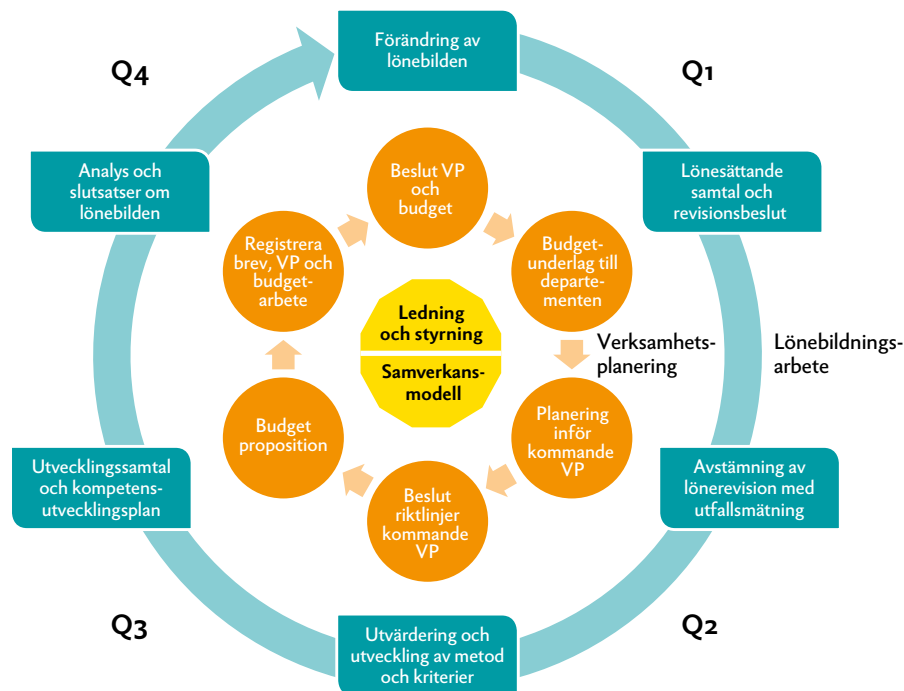 Förändring av
lönebilden
Q4
Q1
Analys och
slutsatser om
lönebilden
Beslut VP
och
budget
Lönesättande
samtal och
revisionsbeslut
Registrera
brev, VP och
budget-
arbete
Budget-
underlag till
departe-
menten
Ledning
och styrning
Samverkans-
modell
Verksamhets-
planering
Lönebildnings-
arbete
Budget
proposition
Planering
inför
kommande
VP
Utvecklingssamtal
och kompetens-
utvecklingsplan
Beslut
riktlinjer
kommande
VP
Avstämning av
lönerevision med
utfallsmätning
Q3
Q2
Utvärdering och
utveckling av metod
och kriterier